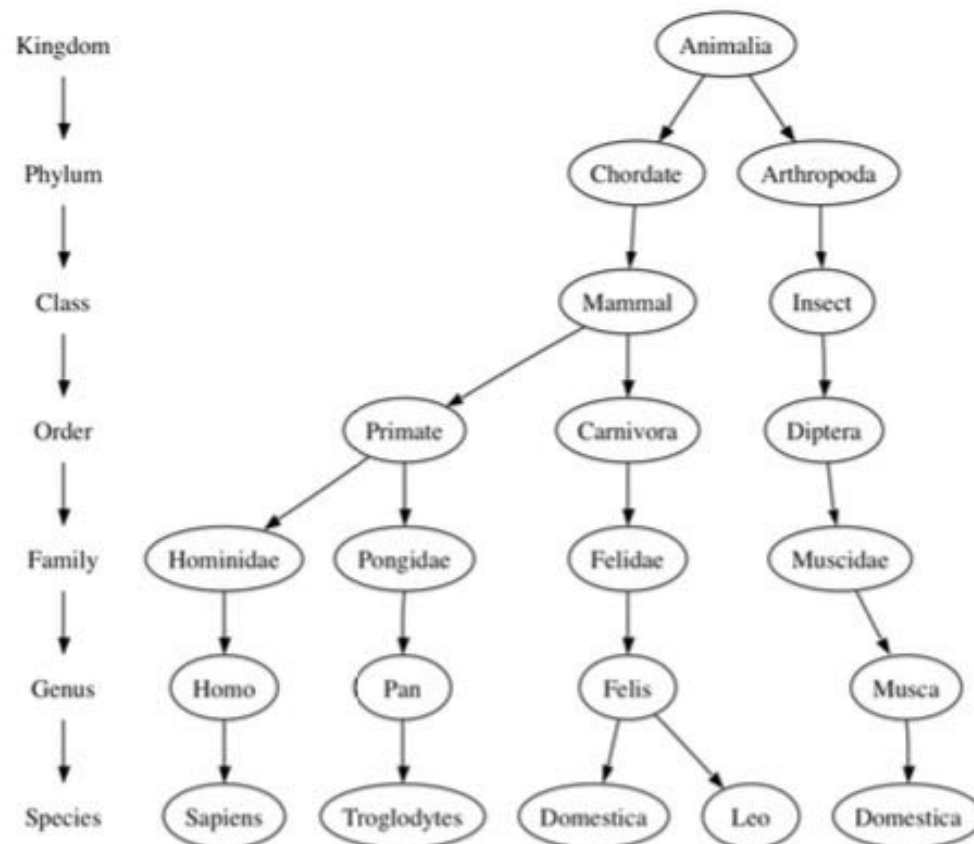 Kingdom Animalia
Phylum Chordate Arthropoda
Class Mammal Insect
Order Primate Carnivora Diptera
Family Hominidae Pongidae Felidae Muscidae
Genus Homo Pan Felis Musca
Species Sapiens Troglodytes Domestica Leo Domestica